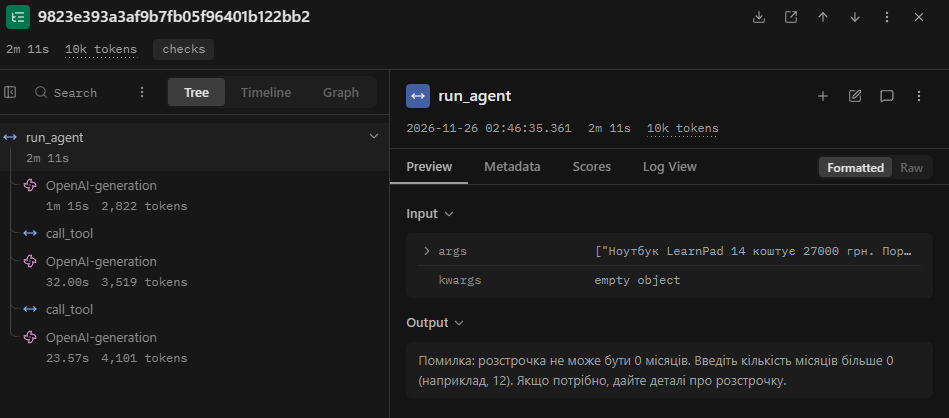 9823e393a3af9b7fb05f96401b122bb2
2m 11s 10k tokens checks
Search Tree Timeline Graph
run_agent
2m 11s
OpenAI-generation
1m 15s 2,822 tokens
call_tool
OpenAI-generation
32.00s 3,519 tokens
call_tool
OpenAI-generation
23.57s 4,101 tokens
run_agent
2026-11-26 02:46:35.361 2m 11s 10k tokens
Preview Metadata Scores Log View Formatted Raw
Input
args ["Ноутбук LearnPad 14 коштує 27000 грн. Пор…
kwargs empty object
Output
Помилка: розстрочка не може бути 0 місяців. Введіть кількість місяців більше 0
(наприклад, 12). Якщо потрібно, дайте деталі про розстрочку.